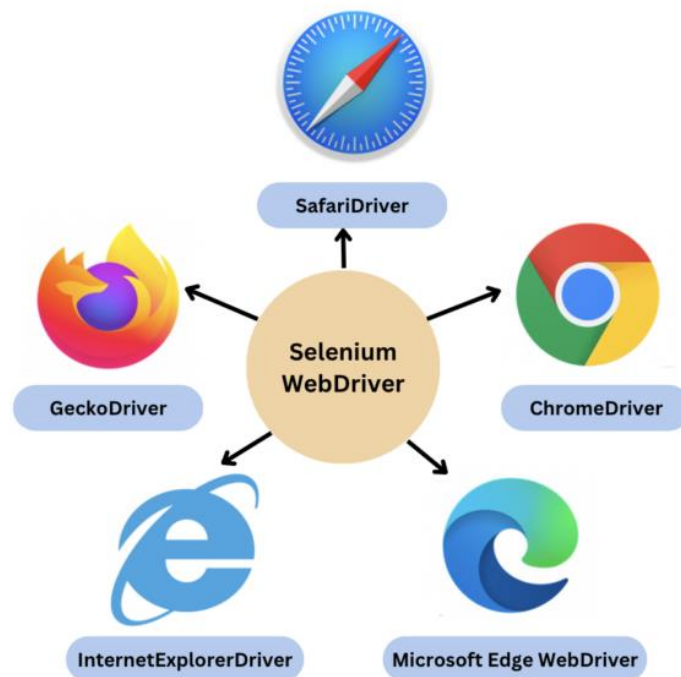 SafariDriver
Selenium
WebDriver
GeckoDriver
ChromeDriver
InternetExplorerDriver
Microsoft Edge WebDriver